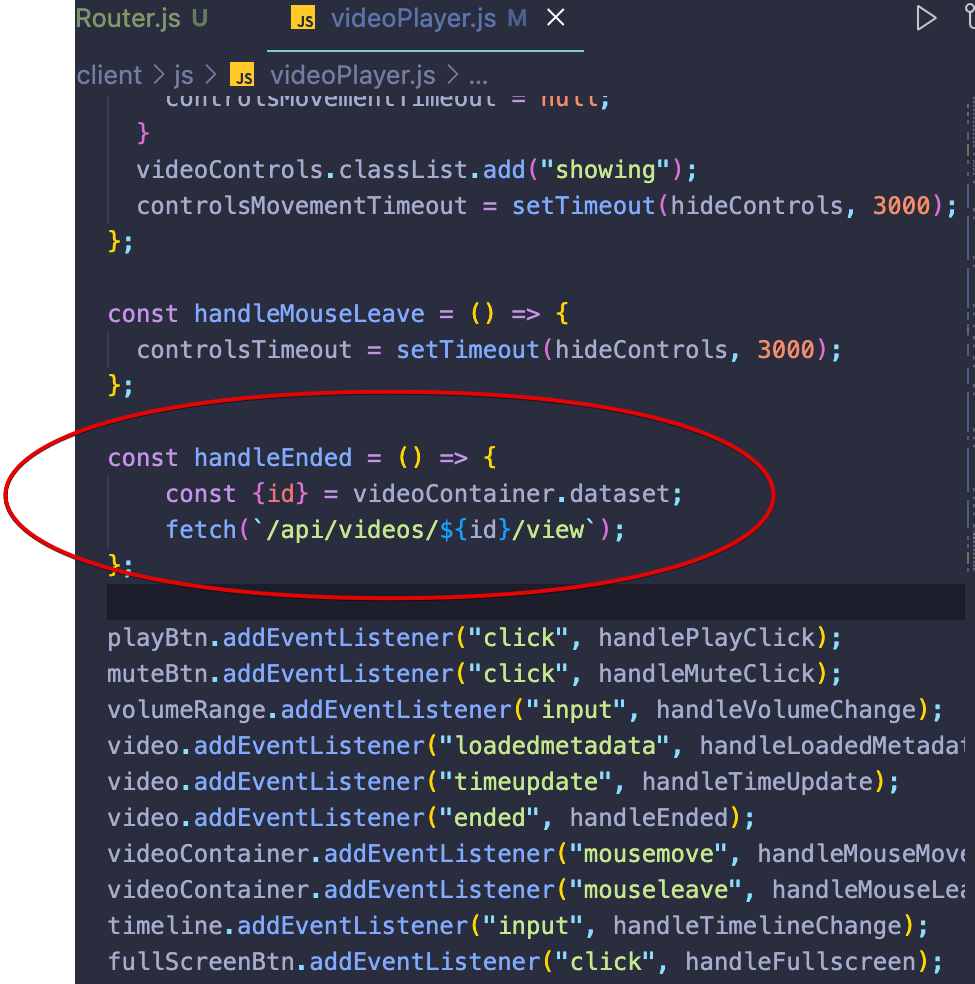 Router.js U JS videoPlayer.js M
client > js > JS videoPlayer.js > ...
controlsMovementTimeout = null;
}
videoControls.classList.add("showing");
controlsMovementTimeout = setTimeout(hideControls, 3000);
};
const handleMouseLeave = () => {
controlsTimeout = setTimeout(hideControls, 3000);
};
const handleEnded = () => {
const {id} = videoContainer.dataset;
fetch(`/api/videos/${id}/view`);
};
playBtn.addEventListener("click", handlePlayClick);
muteBtn.addEventListener("click", handleMuteClick);
volumeRange.addEventListener("input", handleVolumeChange);
video.addEventListener("loadedmetadata", handleLoadedMetadat
video.addEventListener("timeupdate", handleTimeUpdate);
video.addEventListener("ended", handleEnded);
videoContainer.addEventListener("mousemove", handleMouseMove
videoContainer.addEventListener("mouseleave", handleMouseLea
timeline.addEventListener("input", handleTimelineChange);
fullScreenBtn.addEventListener("click", handleFullscreen);